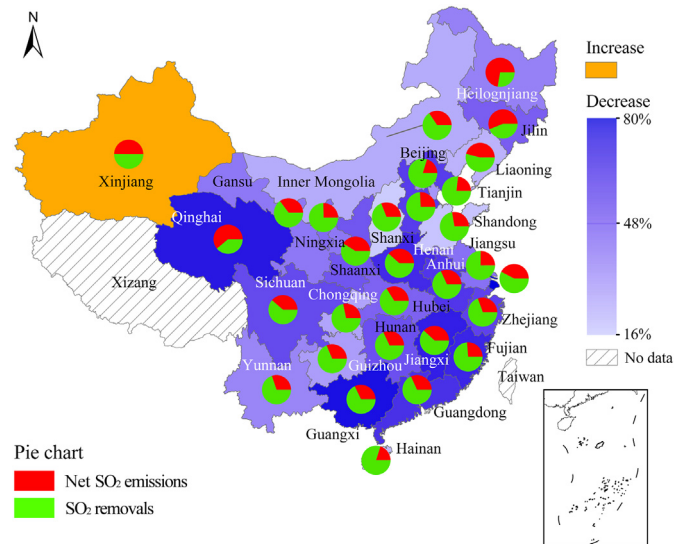 N
Increase
Decrease
80%
48%
16%
No data
Heilognjiang
Jilin
Liaoning
Beijing
Tianjin
Xinjiang
Gansu
Inner Mongolia
Qinghai
Ningxia
Shanxi
Shandong
Jiangsu
Xizang
Shaanxi
Henan
Anhui
Sichuan
Chongqing
Hubei
Zhejiang
Hunan
Yunnan
Guizhou
Jiangxi
Fujian
Taiwan
Guangdong
Guangxi
Hainan
Pie chart
Net SO₂ emissions
SO₂ removals